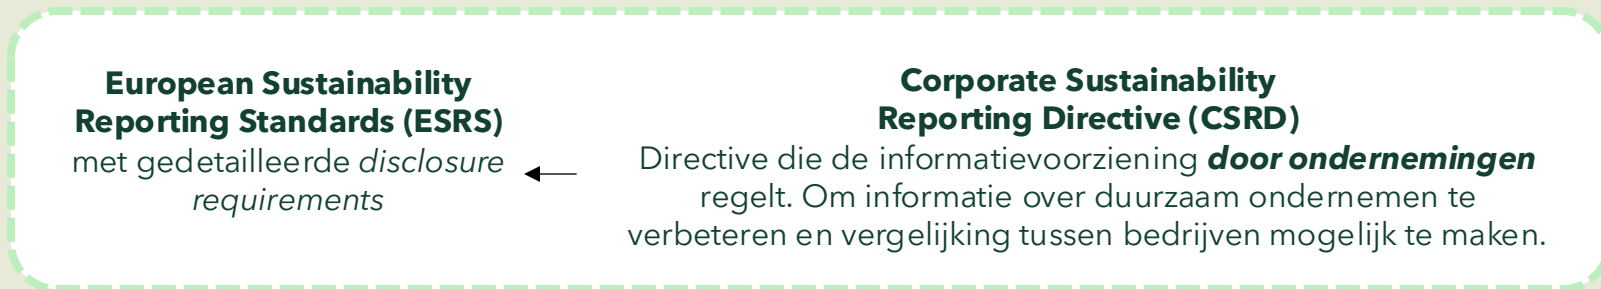 European Sustainability
Reporting Standards (ESRS)
met gedetailleerde disclosure
requirements
Corporate Sustainability
Reporting Directive (CSRD)
Directive die de informatievoorziening door ondernemingen
regelt. Om informatie over duurzaam ondernemen te
verbeteren en vergelijking tussen bedrijven mogelijk te maken.